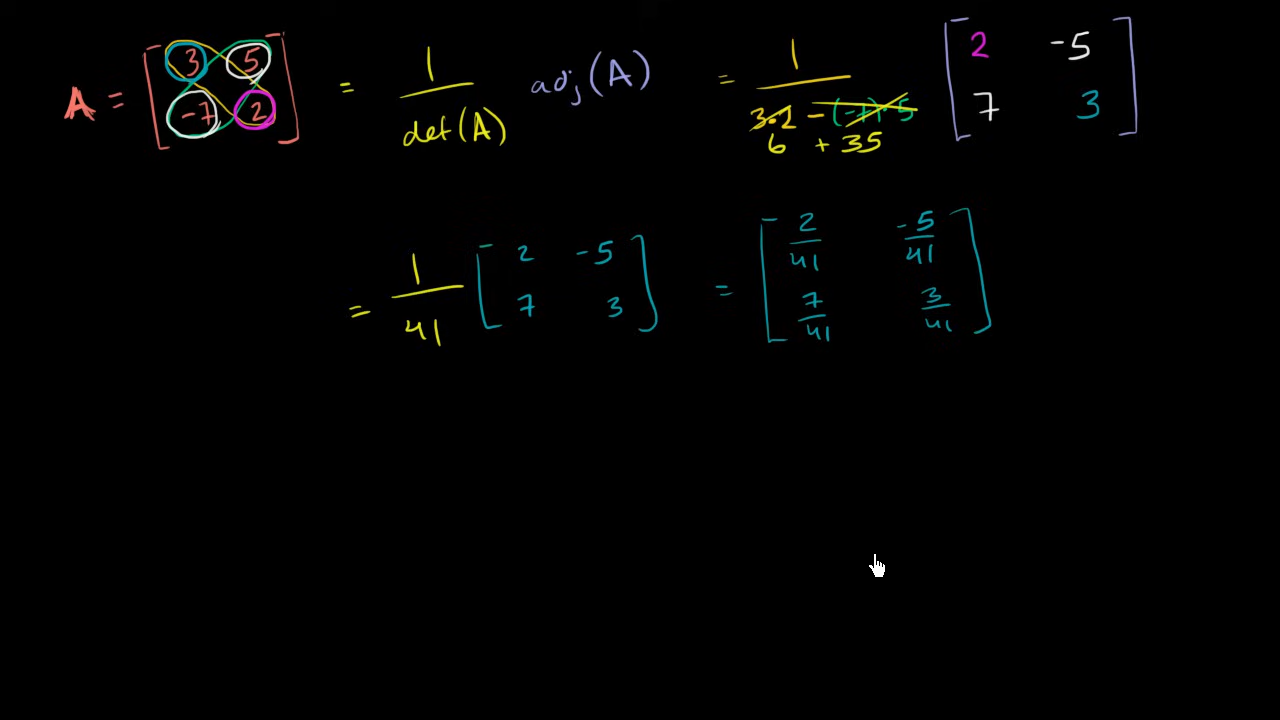 A = [ 3 5 = 1/det(A) adj(A) = 1/(3·2 - (-7)·5) [ 2 -5
-7 2 ] 6 + 35 7 3 ]
= 1/41 [ 2 -5 = [ 2/41 -5/41
7 3 ] 7/41 3/41 ]